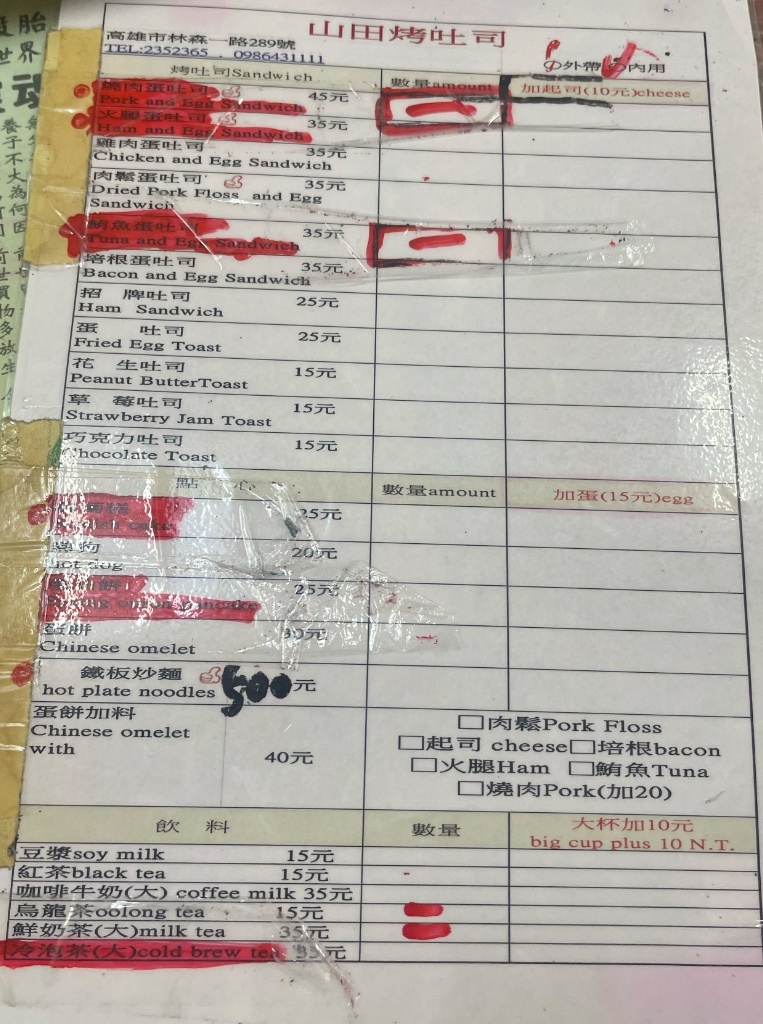 山田烤吐司
高雄市林森一路289號
TEL:2352365 . 0986431111
外帶 內用
烤吐司Sandwich 數量amount 加起司(10元)cheese
燒肉蛋吐司 45元
Pork and Egg Sandwich
火腿蛋吐司 35元
Ham and Egg Sandwich
雞肉蛋吐司 35元
Chicken and Egg Sandwich
肉鬆蛋吐司 35元
Dried Pork Floss and Egg
Sandwich
鮪魚蛋吐司 35元
Tuna and Egg Sandwich
培根蛋吐司 35元
Bacon and Egg Sandwich
招 牌吐司 25元
Ham Sandwich
蛋 吐司 25元
Fried Egg Toast
花 生吐司 15元
Peanut ButterToast
草 莓吐司 15元
Strawberry Jam Toast
巧克力吐司 15元
Chocolate Toast
點 心 數量amount 加蛋(15元)egg
25元
cake
熱狗 20元
hot dog
餅 25元
onion pancake
蛋餅 30元
Chinese omelet
鐵板炒麵 500元
hot plate noodles
蛋餅加料
Chinese omelet
with
40元
□肉鬆Pork Floss
□起司 cheese□培根bacon
□火腿Ham □鮪魚Tuna
□燒肉Pork(加20)
飲 料 數量 大杯加10元
big cup plus 10 N.T.
豆漿soy milk 15元
紅茶black tea 15元
咖啡牛奶(大) coffee milk 35元
烏龍茶oolong tea 15元
鮮奶茶(大)milk tea 35元
冷泡茶(大)cold brew tea 35元